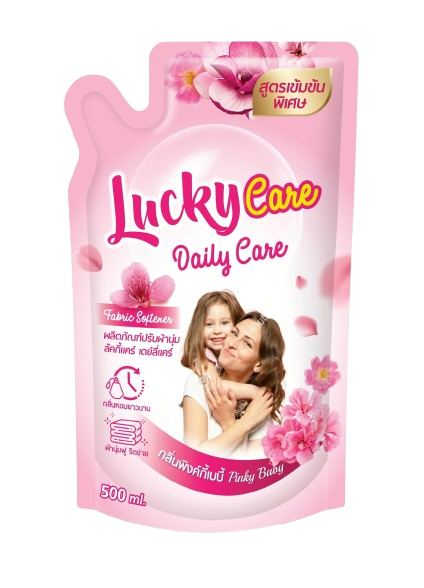 สูตรเข้มข้น
พิเศษ
Lucky Care
Daily Care
Fabric Softener
ผลิตภัณฑ์ปรับผ้านุ่ม
ลัคกี้แคร์ เดย์ลี่แคร์
กลิ่นหอมยาวนาน
ผ้านุ่มฟู รีดง่าย
กลิ่นพิงค์กี้เบบี้ Pinky Baby
500 ml.